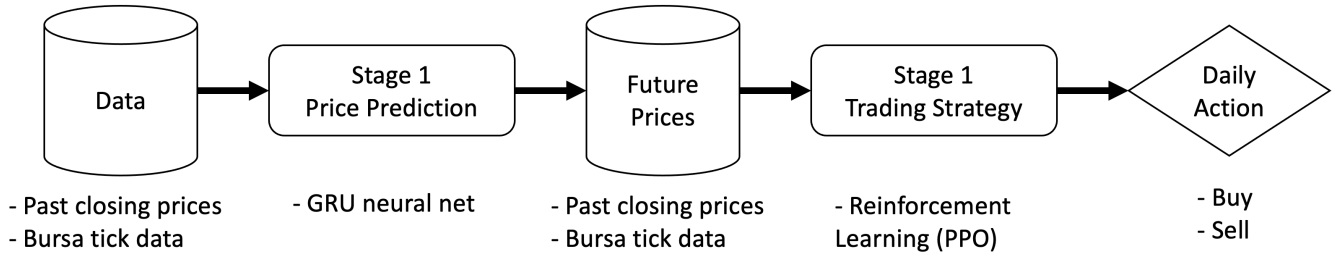 Data
Stage 1
Price Prediction
Future
Prices
Stage 1
Trading Strategy
Daily
Action
- Past closing prices
- Bursa tick data
- GRU neural net
- Past closing prices
- Bursa tick data
- Reinforcement
Learning (PPO)
- Buy
- Sell